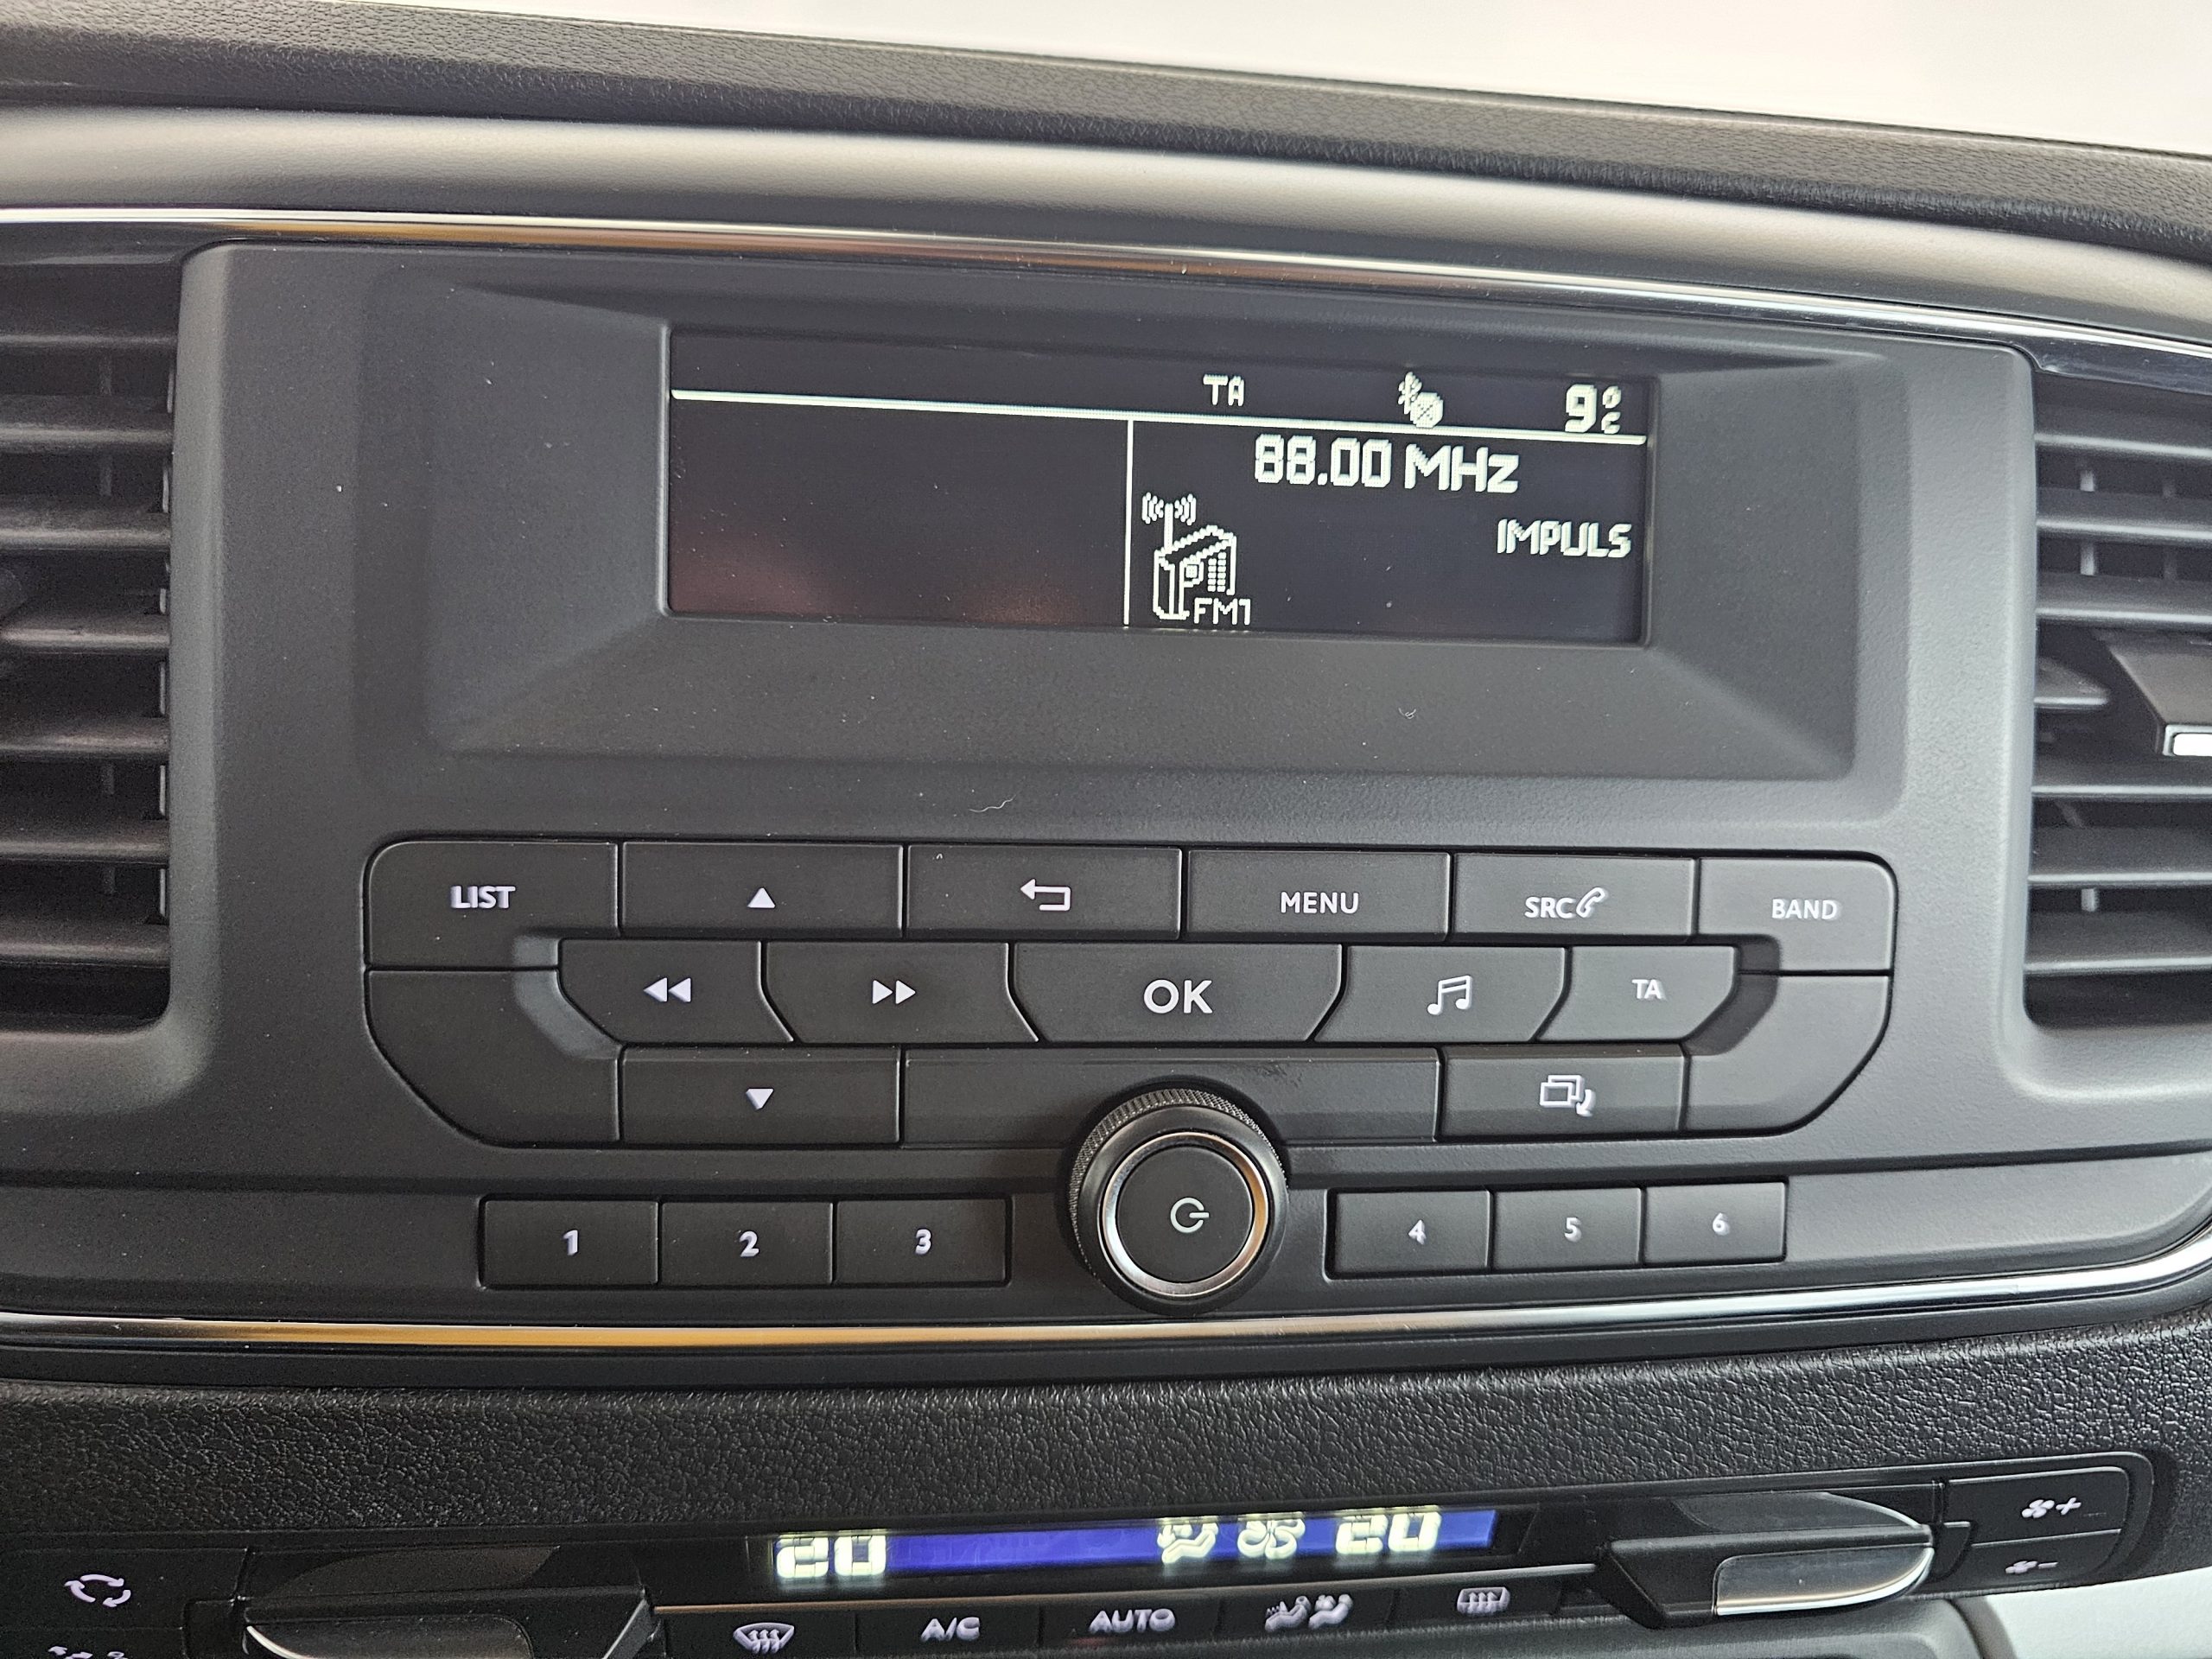 TA 9°C
88.00 MHz
IMPULS
FM1
LIST MENU SRC BAND
OK TA
1 2 3 4 5 6
20 20
A/C AUTO